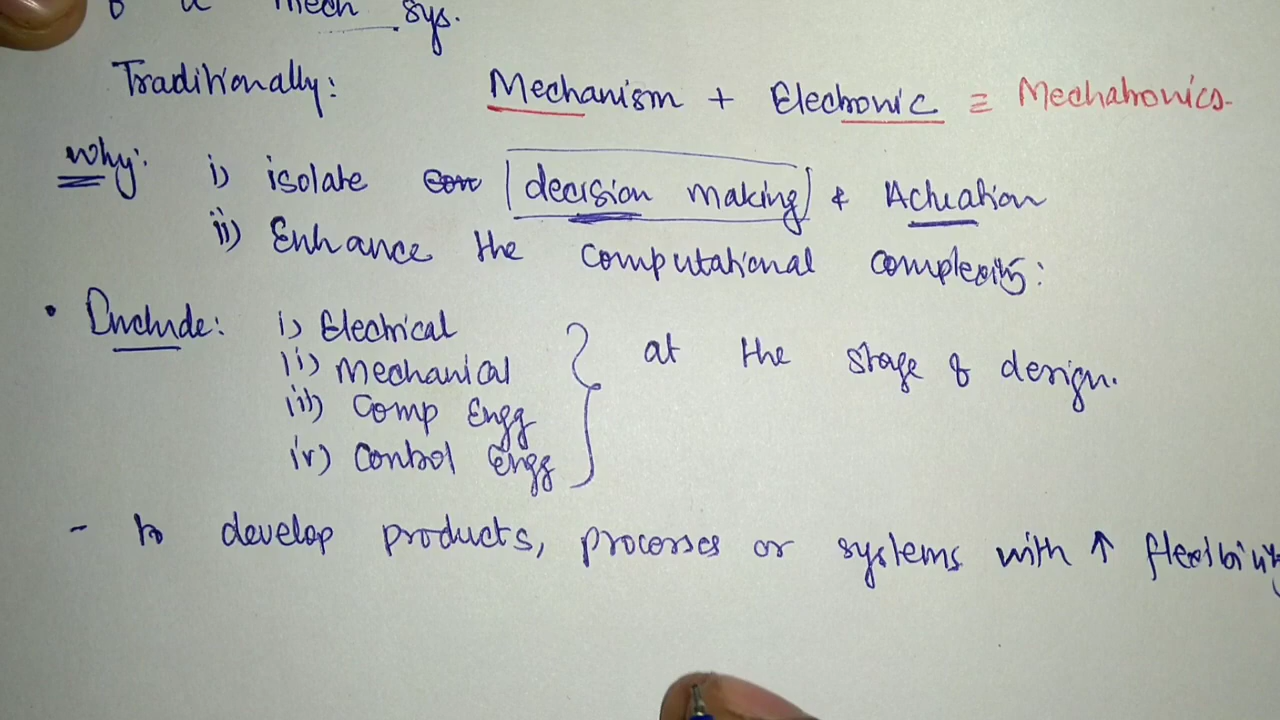 mech sys.
Traditionally: Mechanism + Electronic ≡ Mechatronics.
Why: i) isolate decision making & Actuation
ii) Enhance the computational complexity:
• Include: i) Electrical
ii) Mechanical
at the stage of design.
iii) Comp Engg
iv) Control Engg
- to develop products, processes or systems with ↑ flexibility